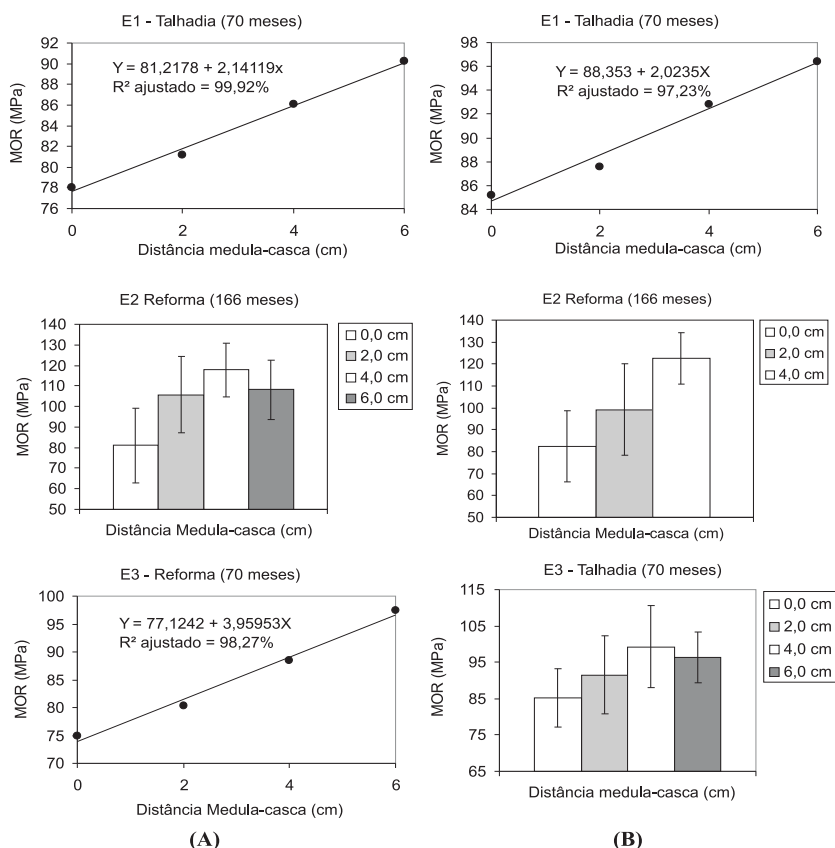 E1 - Talhadia (70 meses)
MOR (MPa)
92
90
88
86
84
82
80
78
76
Y = 81,2178 + 2,14119x
R² ajustado = 99,92%
0 2 4 6
Distância medula-casca (cm)
E1 - Talhadia (70 meses)
MOR (MPa)
98
96
94
92
90
88
86
84
Y = 88,353 + 2,0235X
R² ajustado = 97,23%
0 2 4 6
Distância medula-casca (cm)
E2 Reforma (166 meses)
MOR (MPa)
140
130
120
110
100
90
80
70
60
50
0,0 cm
2,0 cm
4,0 cm
6,0 cm
Distância Medula-casca (cm)
E2 Reforma (166 meses)
MOR (MPa)
140
130
120
110
100
90
80
70
60
50
0,0 cm
2,0 cm
4,0 cm
Distância Medula-casca (cm)
E3 - Reforma (70 meses)
MOR (MPa)
100
95
90
85
80
75
70
Y = 77,1242 + 3,95953X
R² ajustado = 98,27%
0 2 4 6
Distância Medula-casca (cm)
E3 - Talhadia (70 meses)
MOR (MPa)
115
105
95
85
75
65
0,0 cm
2,0 cm
4,0 cm
6,0 cm
Distância medula-casca (cm)
(A)
(B)